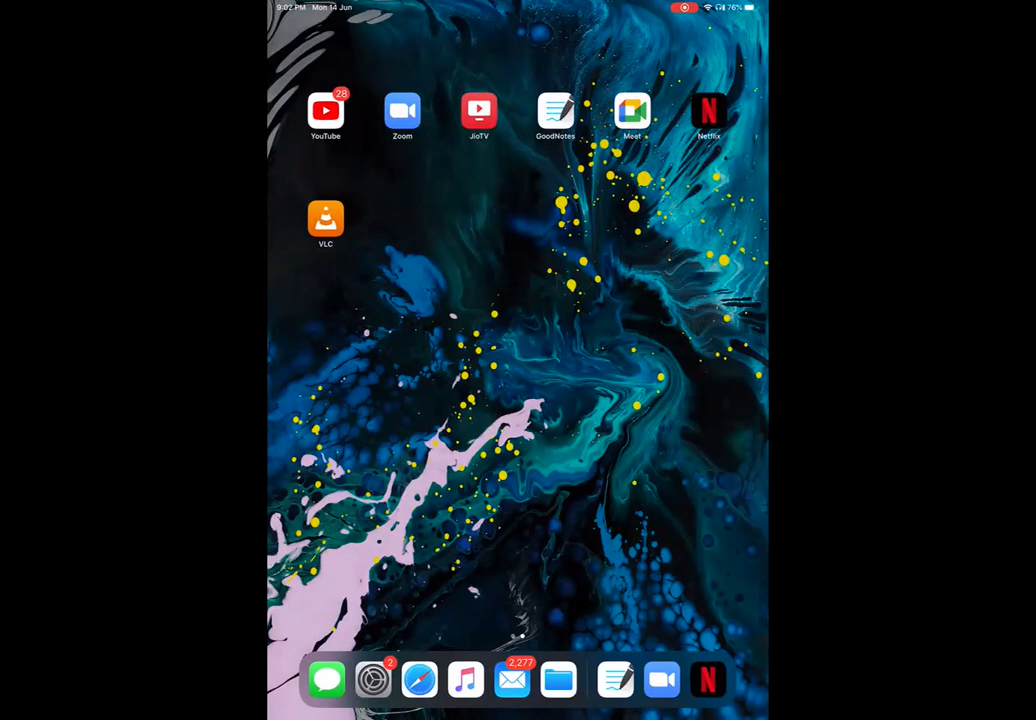 9:02 PM Mon 14 Jun 76%
28
YouTube Zoom JioTV GoodNotes Meet Netflix
VLC
2 2,277